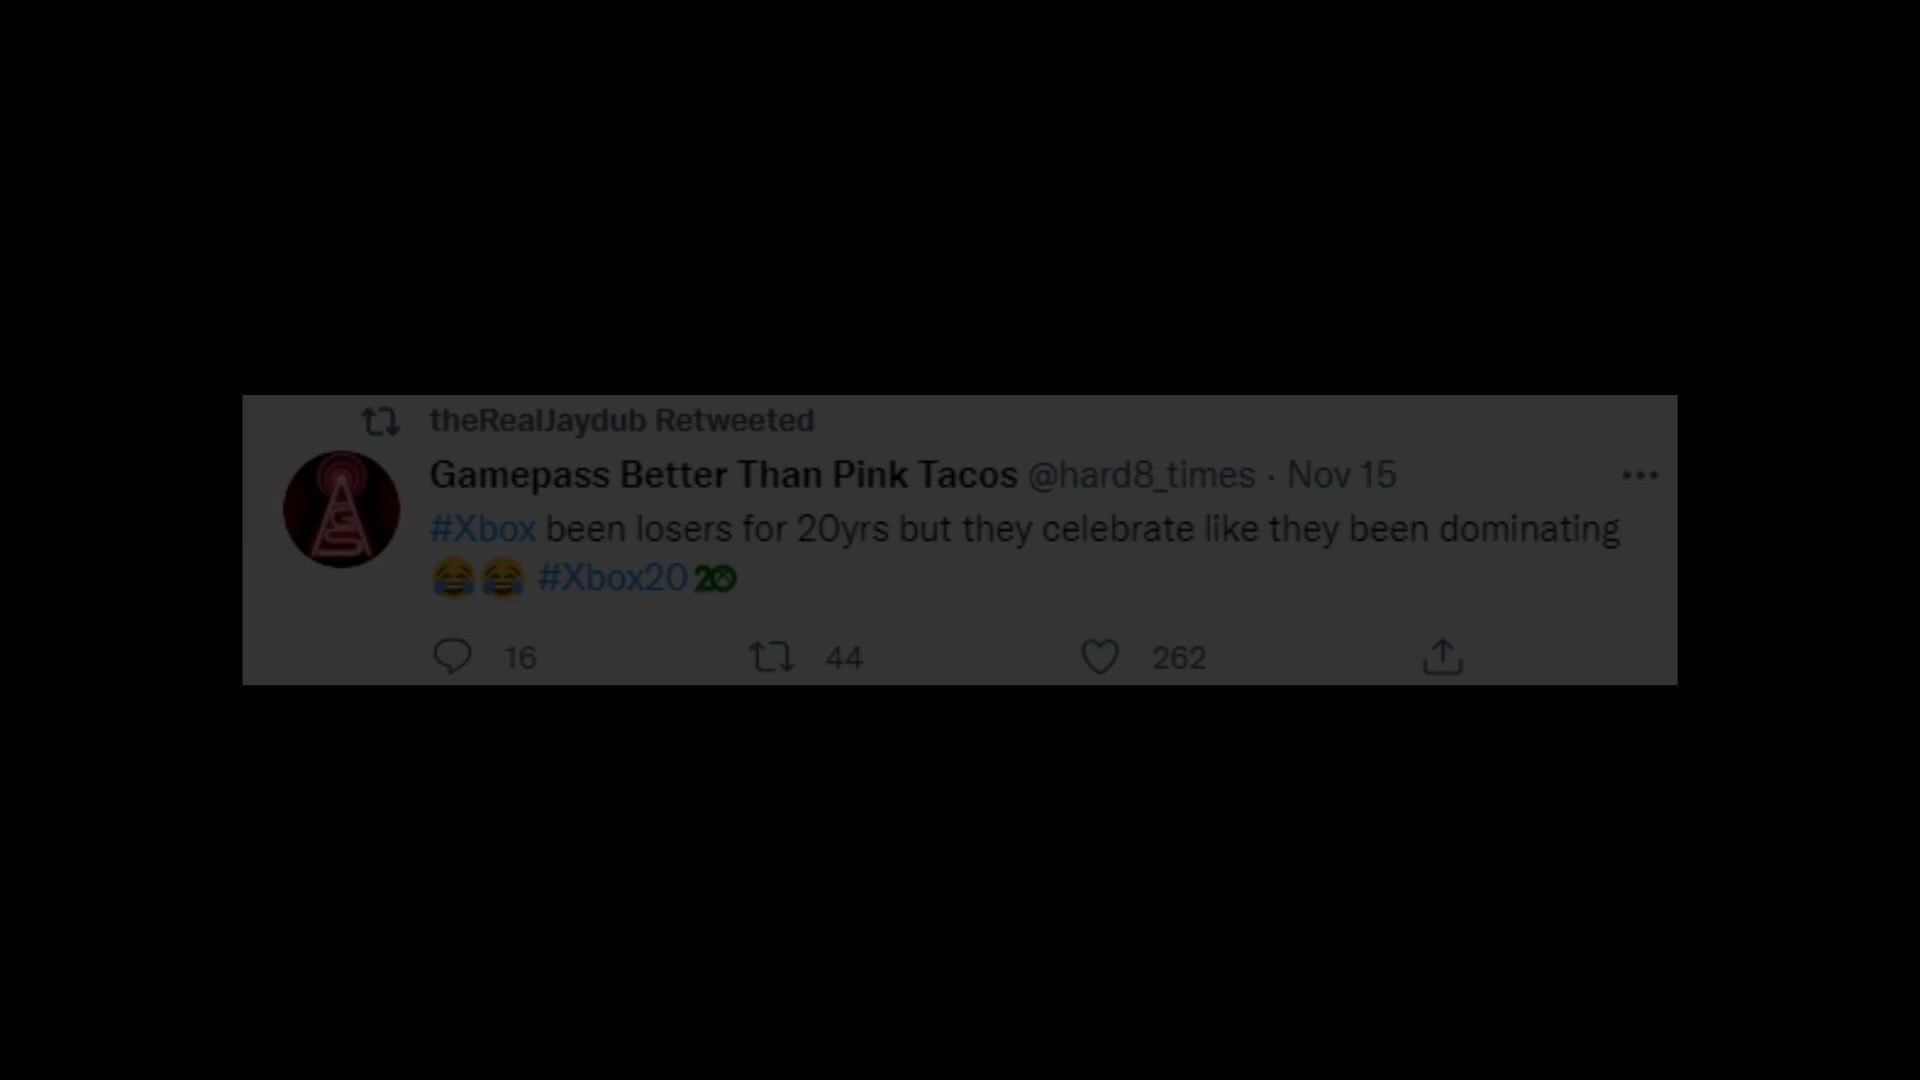 theRealJaydub Retweeted
Gamepass Better Than Pink Tacos @hard8_times · Nov 15
#Xbox been losers for 20yrs but they celebrate like they been dominating
😂😂 #Xbox20
16 44 262